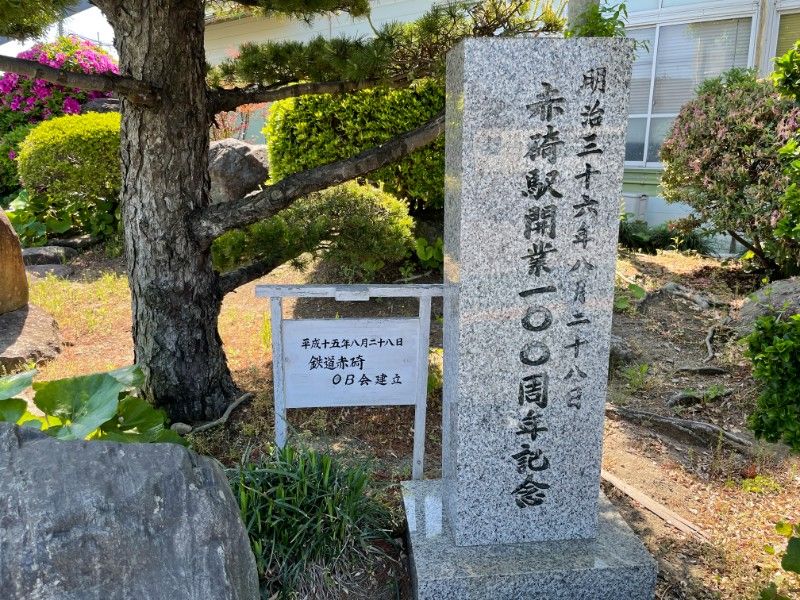 明治三十六年八月二十八日
赤碕駅開業一〇〇周年記念
平成十五年八月二十八日
鉄道赤碕
OB会建立